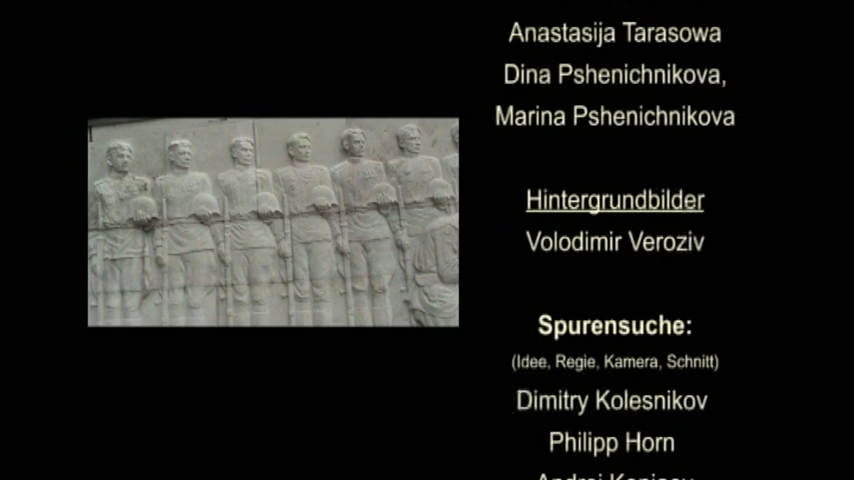 Anastasija Tarasowa
Dina Pshenichnikova,
Marina Pshenichnikova
Hintergrundbilder
Volodimir Veroziv
Spurensuche:
(Idee, Regie, Kamera, Schnitt)
Dimitry Kolesnikov
Philipp Horn